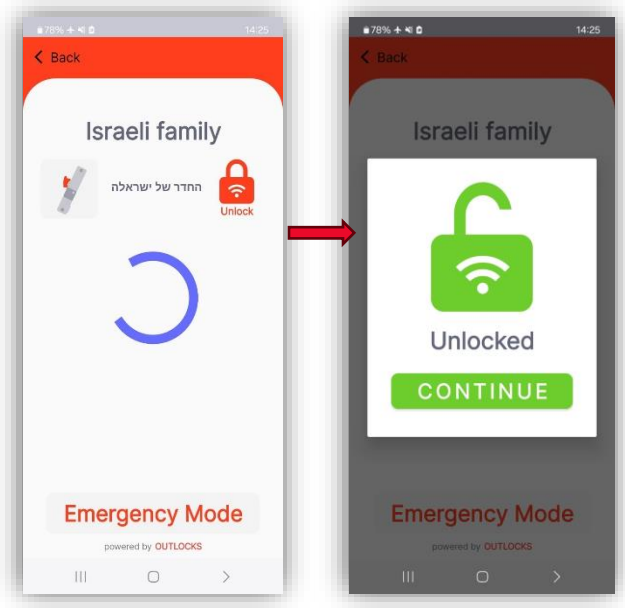 78% 14:25
Back
Israeli family
החדר של ישראלה
Unlock
Emergency Mode
powered by OUTLOCKS
78% 14:25
Back
Israeli family
Unlocked
CONTINUE
Emergency Mode
powered by OUTLOCKS